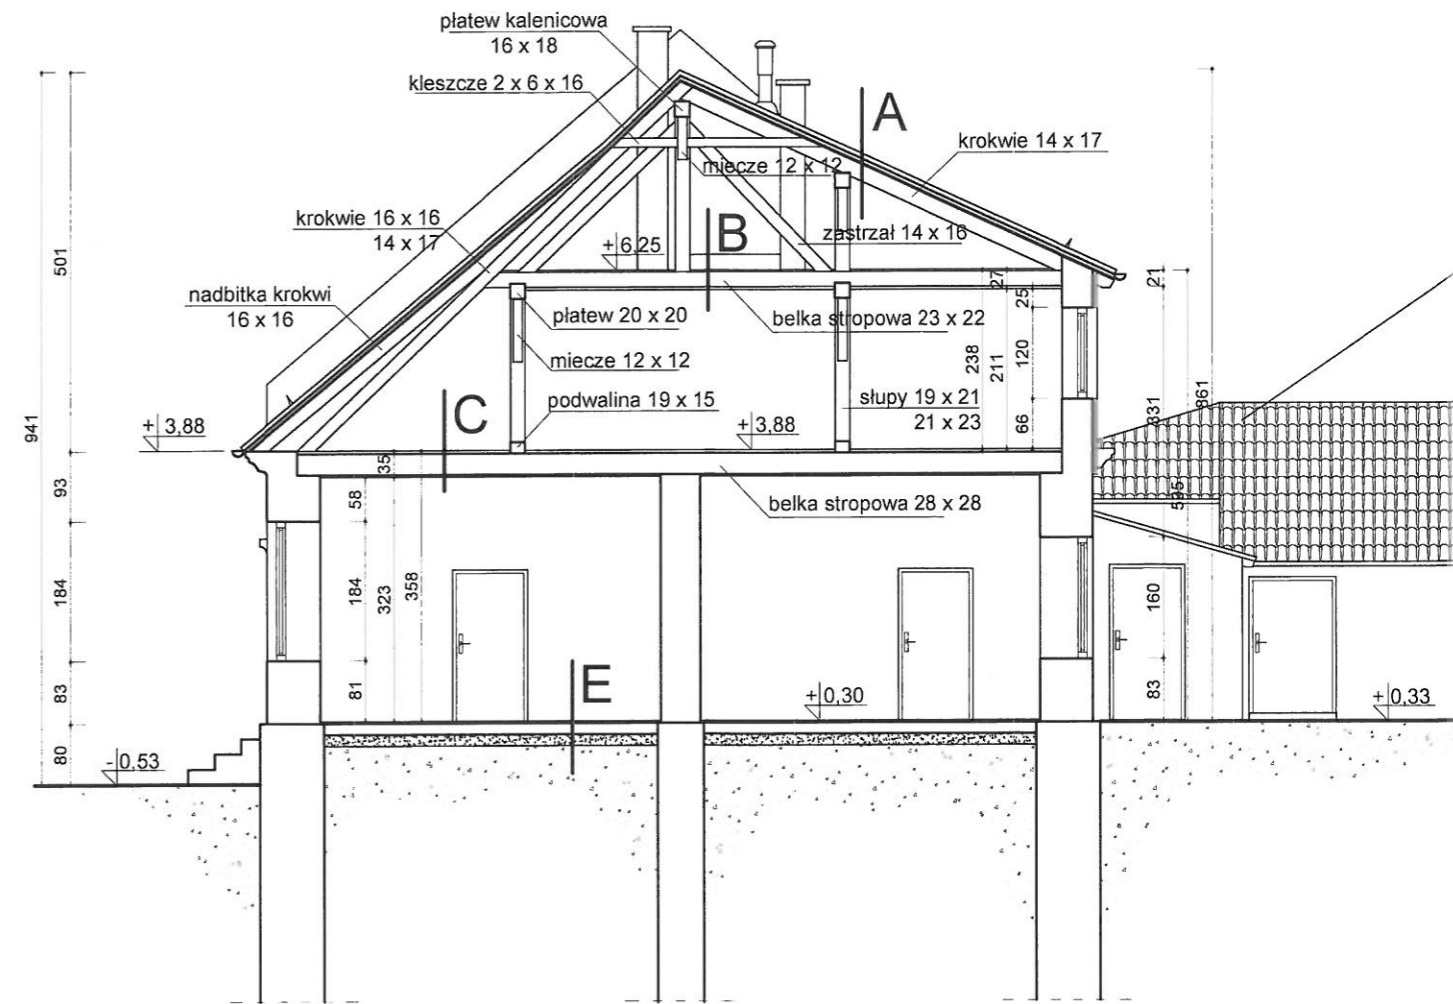 płatew kalenicowa
16 x 18
kleszcze 2 x 6 x 16
A
krokwie 14 x 17
miecze 12 x 12
krokwie 16 x 16
14 x 17
B
zastrzał 14 x 16
+ 6,25
501
27
21
nadbitka krokwi
16 x 16
płatew 20 x 20
belka stropowa 23 x 22
25
miecze 12 x 12
238
211
120
podwalina 19 x 15
słupy 19 x 21
21 x 23
861
331
941
+ 3,88
C
+ 3,88
66
35
93
58
belka stropowa 28 x 28
595
184
184
323
358
160
83
81
E
+ 0,30
83
+ 0,33
80
- 0,53